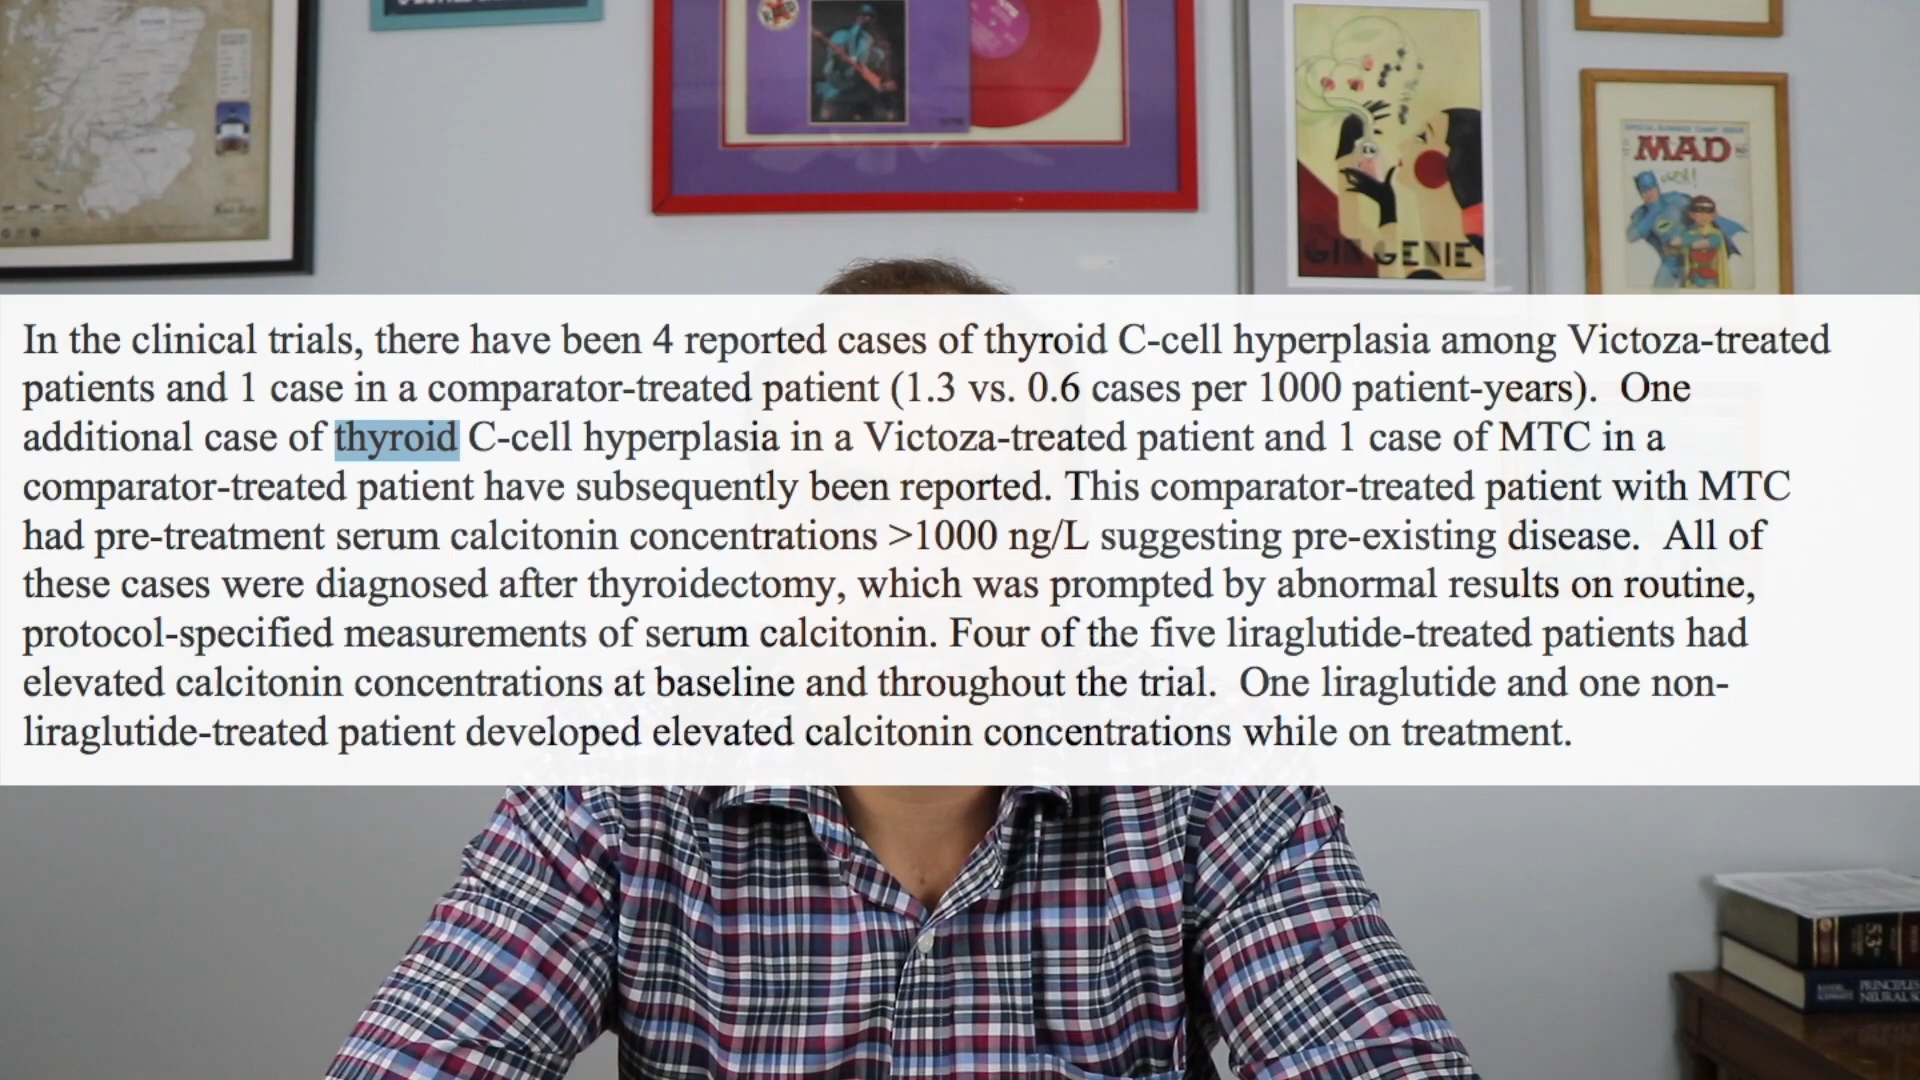 MAD
GIN GENIE
In the clinical trials, there have been 4 reported cases of thyroid C-cell hyperplasia among Victoza-treated
patients and 1 case in a comparator-treated patient (1.3 vs. 0.6 cases per 1000 patient-years).  One
additional case of thyroid C-cell hyperplasia in a Victoza-treated patient and 1 case of MTC in a
comparator-treated patient have subsequently been reported. This comparator-treated patient with MTC
had pre-treatment serum calcitonin concentrations >1000 ng/L suggesting pre-existing disease.  All of
these cases were diagnosed after thyroidectomy, which was prompted by abnormal results on routine,
protocol-specified measurements of serum calcitonin. Four of the five liraglutide-treated patients had
elevated calcitonin concentrations at baseline and throughout the trial.  One liraglutide and one non-
liraglutide-treated patient developed elevated calcitonin concentrations while on treatment.
53
PRINCIPLES
NEURAL